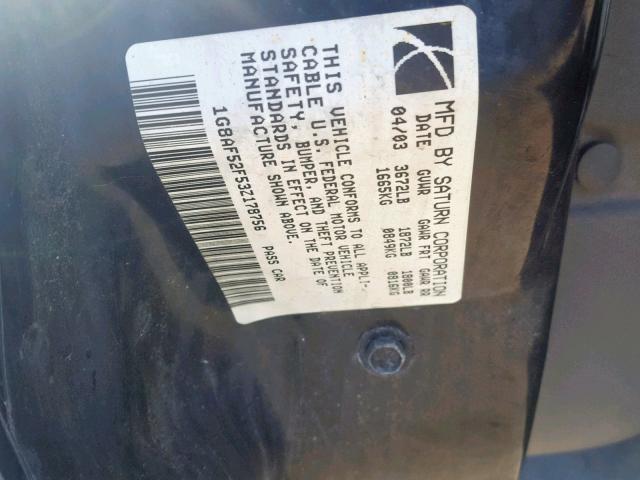 MFD BY SATURN CORPORATION
DATE GVWR GAWR FRT GAWR RR
04/03 3672LB 1872LB 1800LB
1665KG 0849KG 0816KG
THIS VEHICLE CONFORMS TO ALL APPLI-
CABLE U.S. FEDERAL MOTOR VEHICLE
SAFETY, BUMPER, AND THEFT PREVENTION
STANDARDS IN EFFECT ON THE DATE OF
MANUFACTURE SHOWN ABOVE.
1G8AF52F53Z178756 PASS CAR